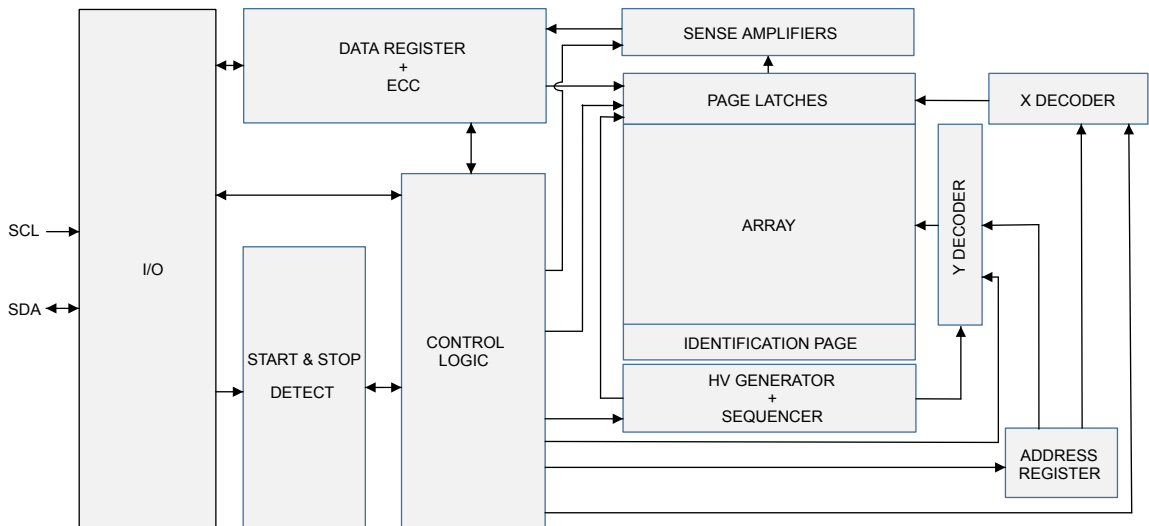 SENSE AMPLIFIERS
DATA REGISTER
+
ECC
PAGE LATCHES
X DECODER
SCL
I/O
SDA
START & STOP
DETECT
CONTROL
LOGIC
ARRAY
Y DECODER
IDENTIFICATION PAGE
HV GENERATOR
+
SEQUENCER
ADDRESS
REGISTER